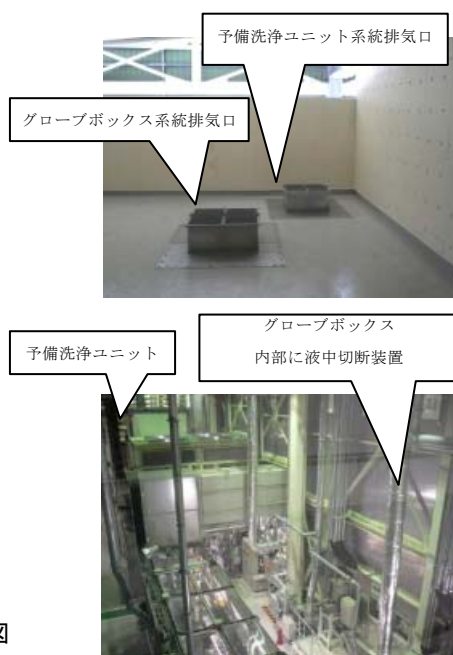 予備洗浄ユニット系統排気口
グローブボックス系統排気口
予備洗浄ユニット
グローブボックス
内部に液中切断装置
図